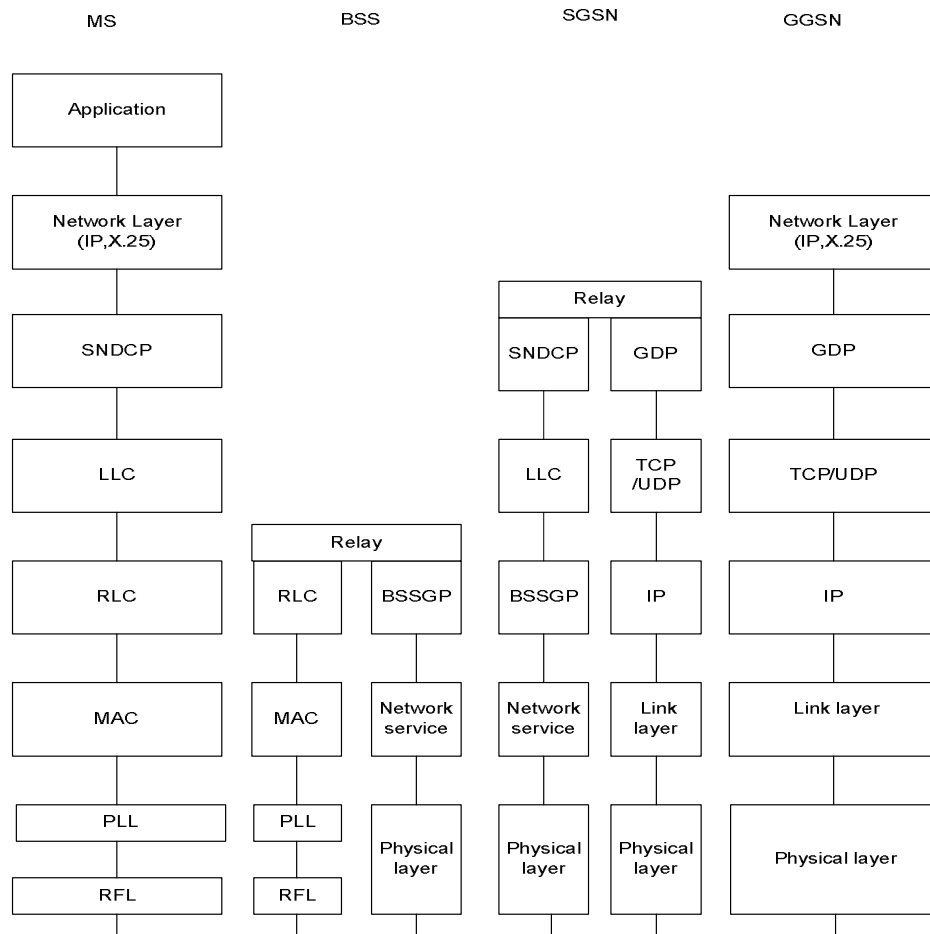 MS BSS SGSN GGSN
Application
Network Layer
(IP,X.25)
Network Layer
(IP,X.25)
Relay
SNDCP
SNDCP
GDP
GDP
LLC
LLC
TCP
/UDP
TCP/UDP
Relay
RLC
RLC
BSSGP
BSSGP
IP
IP
MAC
MAC
Network
service
Network
service
Link
layer
Link layer
PLL
PLL
Physical
layer
Physical
layer
Physical
layer
Physical layer
RFL
RFL